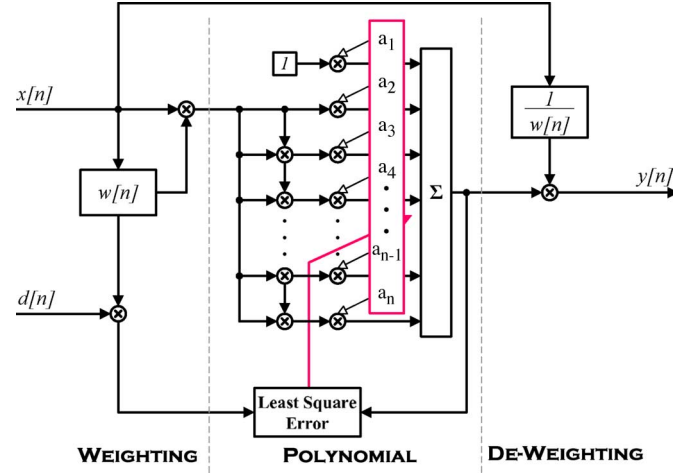 a1
1
a2
x[n]
1
w[n]
a3
w[n]
a4
Σ
y[n]
an-1
d[n]
an
Least Square
Error
WEIGHTING
POLYNOMIAL
DE-WEIGHTING